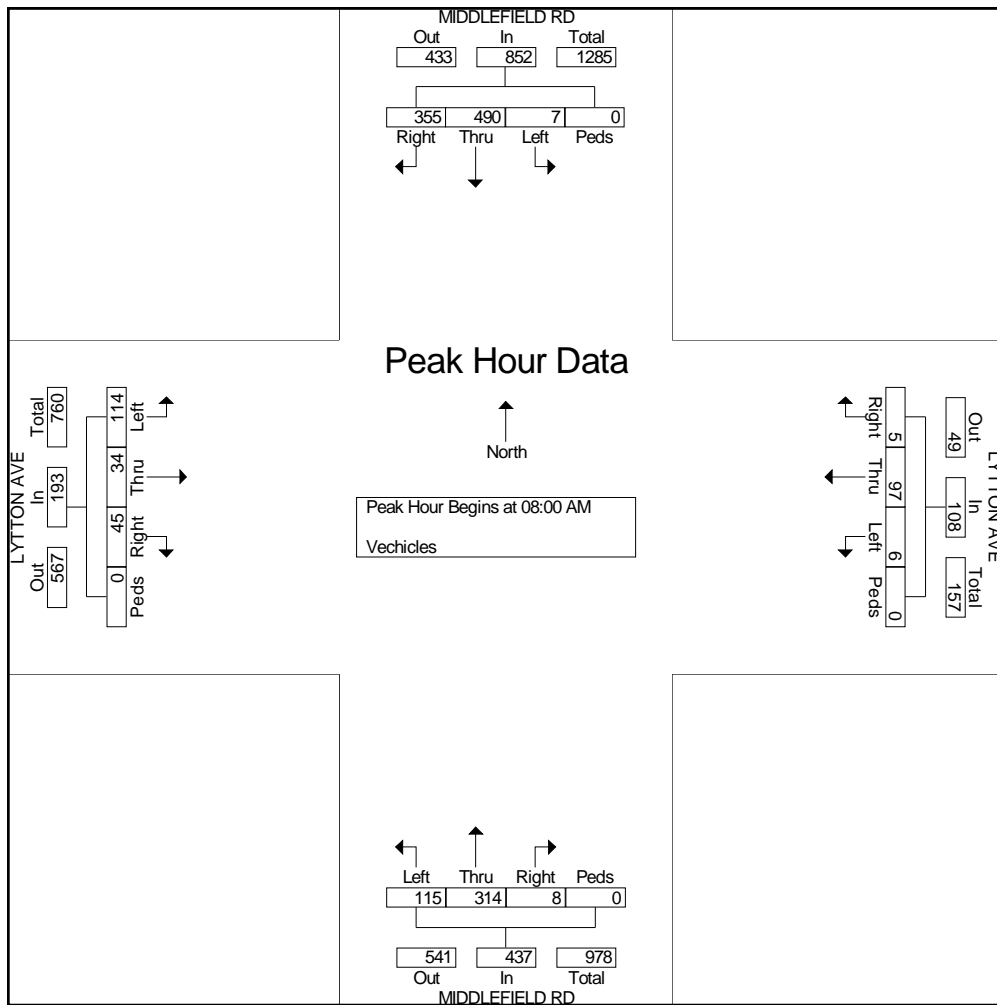 MIDDLEFIELD RD
Out In Total
433 852 1285
355 490 7 0
Right Thru Left Peds
Peak Hour Data
North
Peak Hour Begins at 08:00 AM
Vechicles
LYTTON AVE
Out In Total
567 193 760
114 34 45 0
Left Thru Right Peds
LYTTON AVE
Out In Total
49 108 157
Right Thru Left Peds
5 97 6 0
Left Thru Right Peds
115 314 8 0
541 437 978
Out In Total
MIDDLEFIELD RD